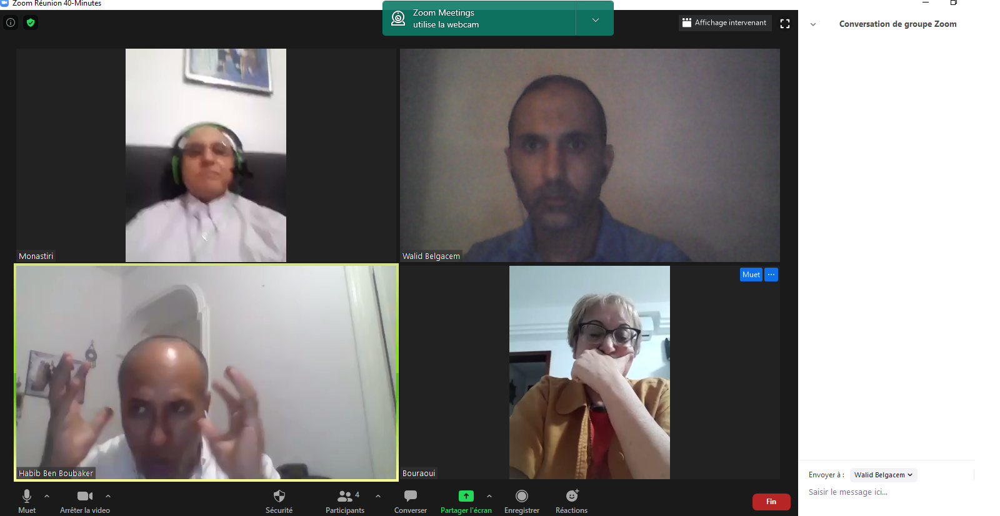 Zoom Réunion 40-Minutes
Zoom Meetings
utilise la webcam
Affichage intervenant
Conversation de groupe Zoom
Monastiri
Walid Belgacem
Muet
Habib Ben Boubaker
Bouraoui
Envoyer à :
Walid Belgacem
Saisir le message ici...
Muet
Arrêter la video
Sécurité
4
Participants
Converser
Partager l'écran
Enregistrer
Réactions
Fin